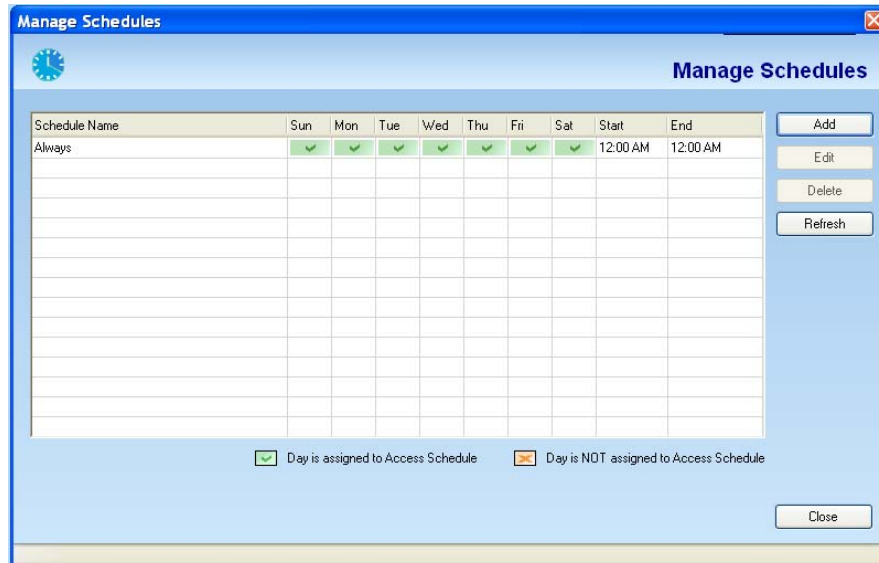 Manage Schedules
Manage Schedules
Schedule Name Sun Mon Tue Wed Thu Fri Sat Start End
Always 12:00 AM 12:00 AM
Add
Edit
Delete
Refresh
Day is assigned to Access Schedule Day is NOT assigned to Access Schedule
Close